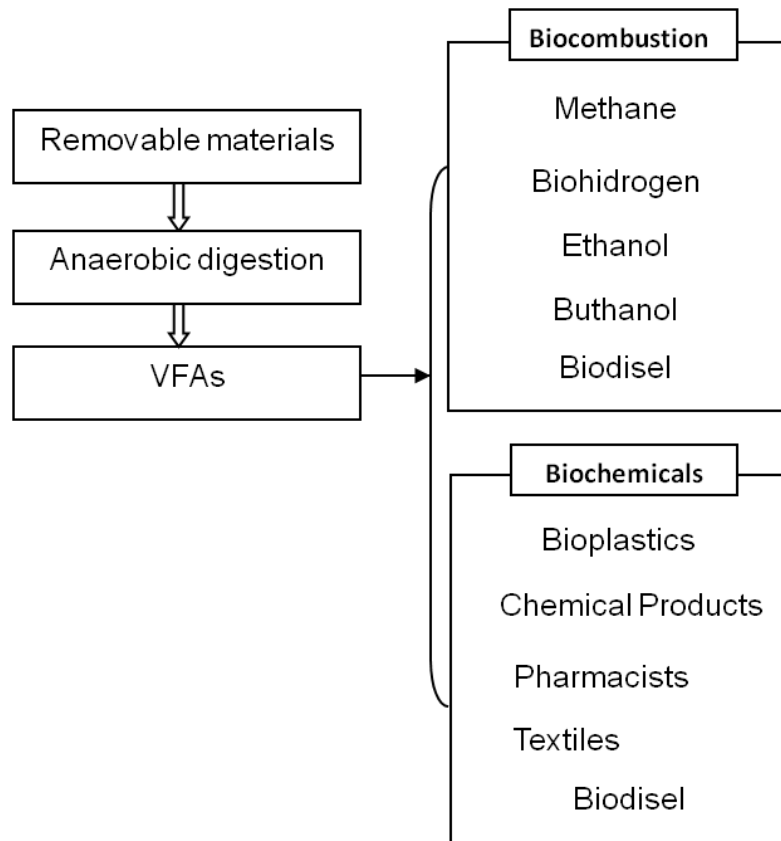 Removable materials
Anaerobic digestion
VFAs
Biocombustion
Methane
Biohidrogen
Ethanol
Buthanol
Biodisel
Biochemicals
Bioplastics
Chemical Products
Pharmacists
Textiles
Biodisel